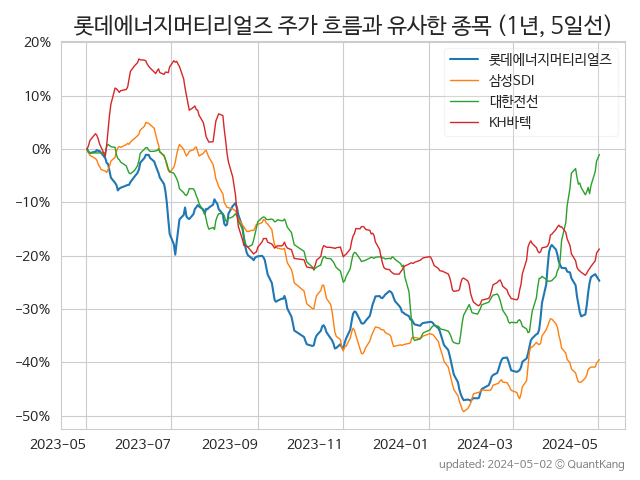 롯데에너지머티리얼즈 주가 흐름과 유사한 종목 (1년, 5일선)
롯데에너지머티리얼즈
삼성SDI
대한전선
KH바텍
20%
10%
0%
−10%
−20%
−30%
−40%
−50%
2023-05 2023-07 2023-09 2023-11 2024-01 2024-03 2024-05
updated: 2024-05-02 © QuantKang